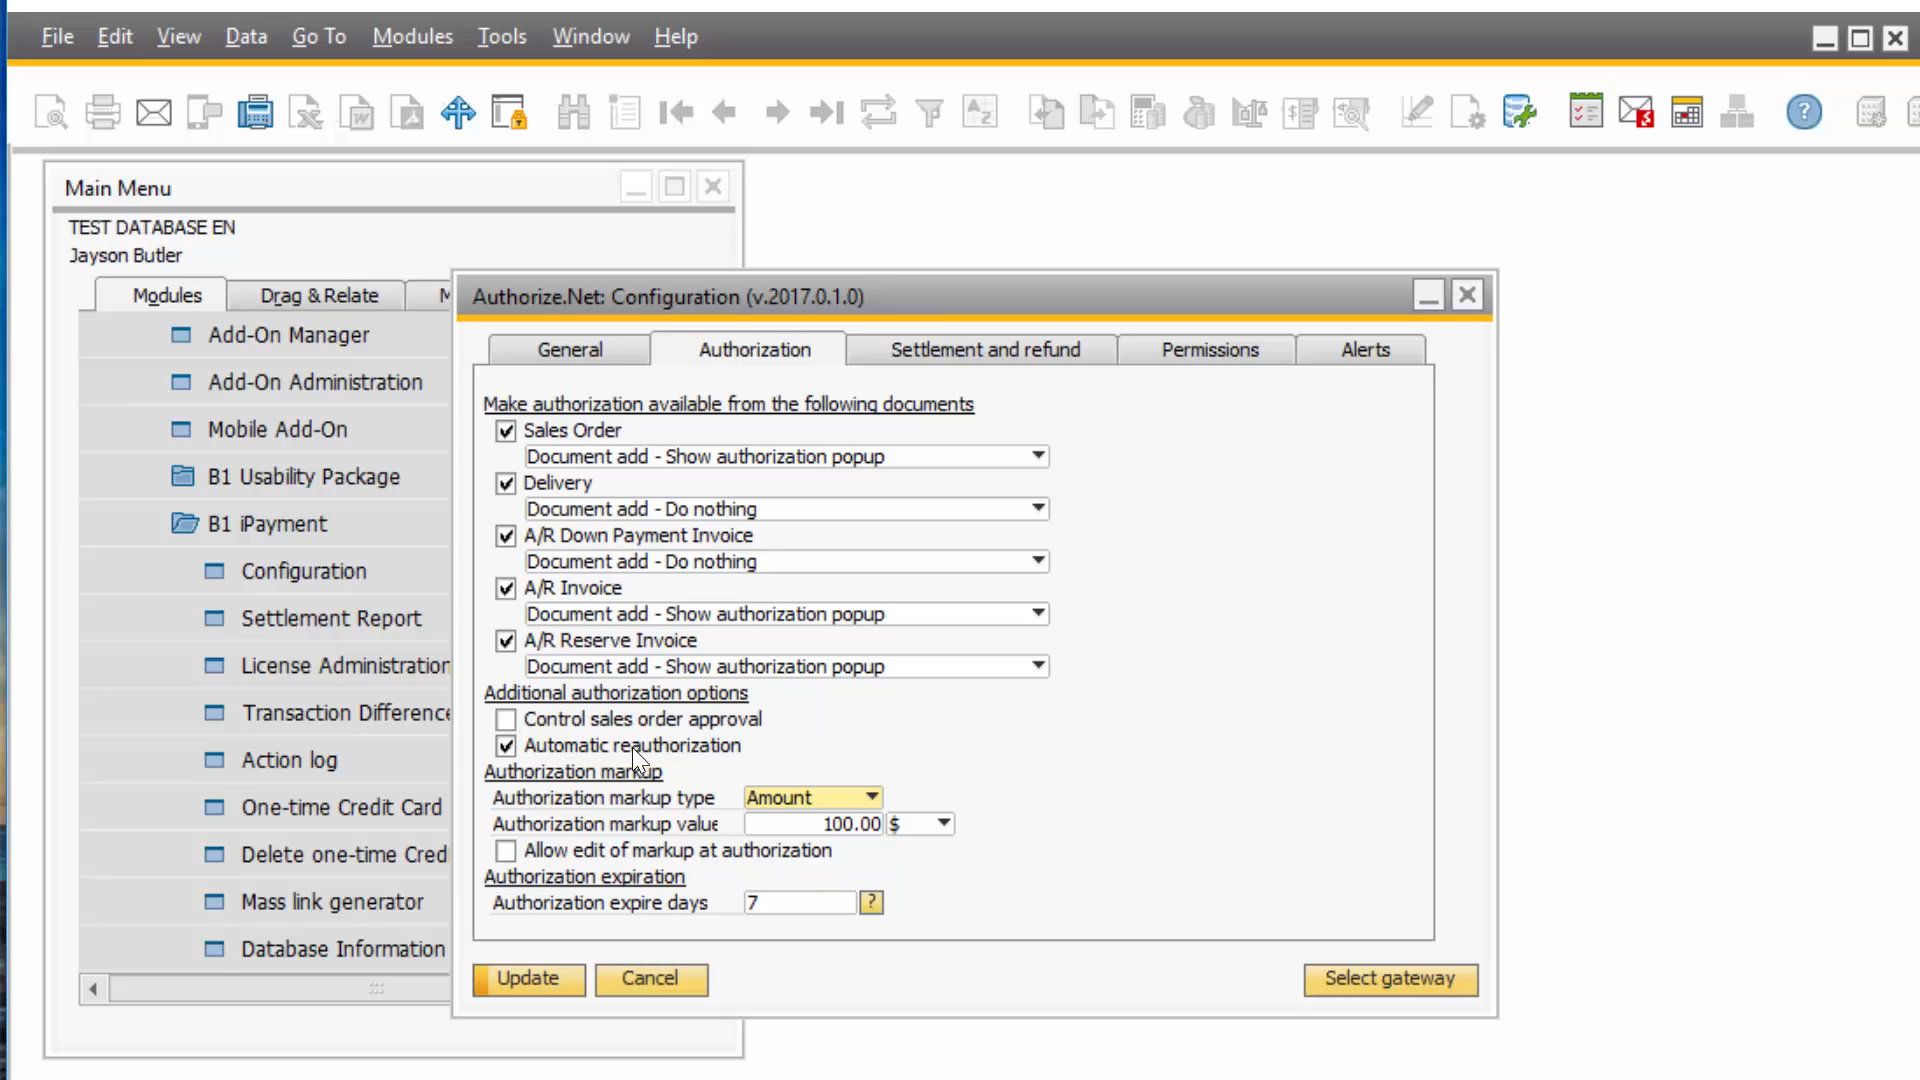 File Edit View Data Go To Modules Tools Window Help
Main Menu
TEST DATABASE EN
Jayson Butler
Modules Drag & Relate M
Add-On Manager
Add-On Administration
Mobile Add-On
B1 Usability Package
B1 iPayment
Configuration
Settlement Report
License Administration
Transaction Difference
Action log
One-time Credit Card
Delete one-time Credi
Mass link generator
Database Information
Authorize.Net: Configuration (v.2017.0.1.0)
General Authorization Settlement and refund Permissions Alerts
Make authorization available from the following documents
Sales Order
Document add - Show authorization popup
Delivery
Document add - Do nothing
A/R Down Payment Invoice
Document add - Do nothing
A/R Invoice
Document add - Show authorization popup
A/R Reserve Invoice
Document add - Show authorization popup
Additional authorization options
Control sales order approval
Automatic reauthorization
Authorization markup
Authorization markup type Amount
Authorization markup value 100.00 $
Allow edit of markup at authorization
Authorization expiration
Authorization expire days 7 ?
Update Cancel Select gateway